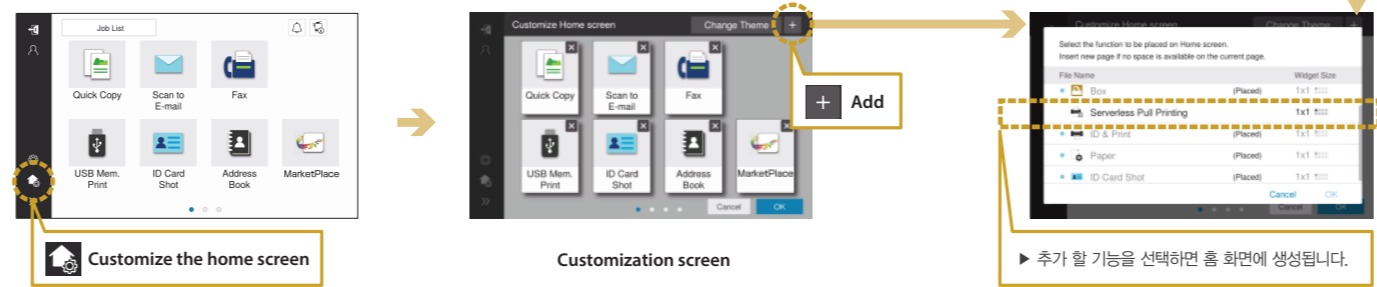 Job List
Quick Copy
Scan to
E-mail
Fax
USB Mem.
Print
ID Card
Shot
Address
Book
MarketPlace
Customize the home screen
Customize Home screen
Change Theme
+
Quick Copy
Scan to
E-mail
Fax
USB Mem.
Print
ID Card
Shot
Address
Book
MarketPlace
Cancel
OK
+ Add
Customization screen
Customize Home screen
Change Theme
+
Select the function to be placed on Home screen.
Insert new page if no space is available on the current page.
File Name Widget Size
Box (Placed) 1x1
Serverless Pull Printing 1x1
ID & Print (Placed) 1x1
Paper (Placed) 1x1
ID Card Shot (Placed) 1x1
Cancel OK
Cancel OK
▶ 추가 할 기능을 선택하면 홈 화면에 생성됩니다.